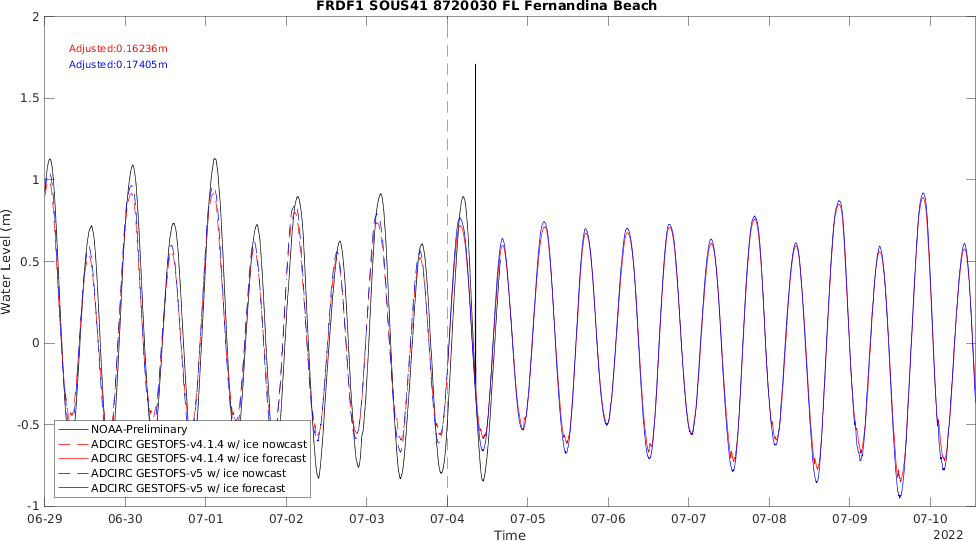 FRDF1 SOUS41 8720030 FL Fernandina Beach
Adjusted:0.16236m
Adjusted:0.17405m
2
1.5
1
0.5
0
-0.5
-1
Water Level (m)
NOAA-Preliminary
ADCIRC GESTOFS-v4.1.4 w/ ice nowcast
ADCIRC GESTOFS-v4.1.4 w/ ice forecast
ADCIRC GESTOFS-v5 w/ ice nowcast
ADCIRC GESTOFS-v5 w/ ice forecast
06-29 06-30 07-01 07-02 07-03 07-04 07-05 07-06 07-07 07-08 07-09 07-10
Time
2022